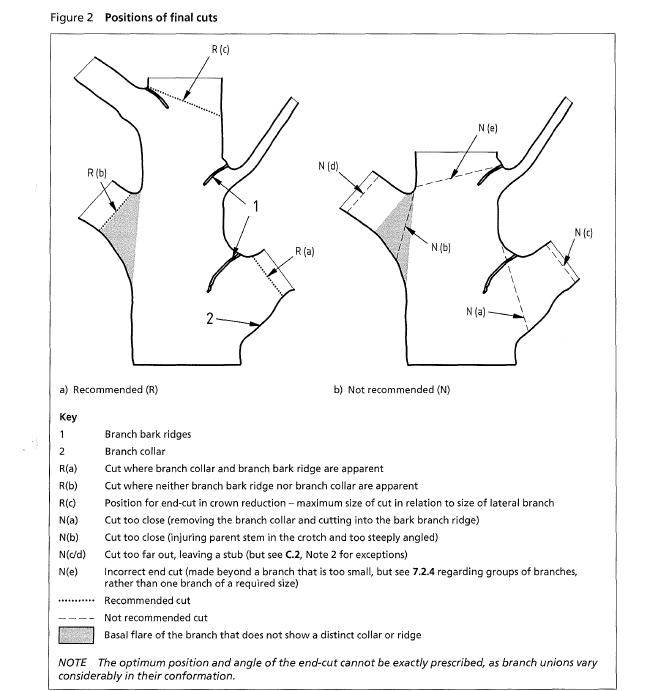 Figure 2 Positions of final cuts
R(c)
R(b)
1
R(a)
2
N(e)
N(d)
N(b)
N(c)
N(a)
a) Recommended (R)
b) Not recommended (N)
Key
1 Branch bark ridges
2 Branch collar
R(a) Cut where branch collar and branch bark ridge are apparent
R(b) Cut where neither branch bark ridge nor branch collar are apparent
R(c) Position for end-cut in crown reduction – maximum size of cut in relation to size of lateral branch
N(a) Cut too close (removing the branch collar and cutting into the bark branch ridge)
N(b) Cut too close (injuring parent stem in the crotch and too steeply angled)
N(c/d) Cut too far out, leaving a stub (but see C.2, Note 2 for exceptions)
N(e) Incorrect end cut (made beyond a branch that is too small, but see 7.2.4 regarding groups of branches,
rather than one branch of a required size)
Recommended cut
Not recommended cut
Basal flare of the branch that does not show a distinct collar or ridge
NOTE The optimum position and angle of the end-cut cannot be exactly prescribed, as branch unions vary
considerably in their conformation.